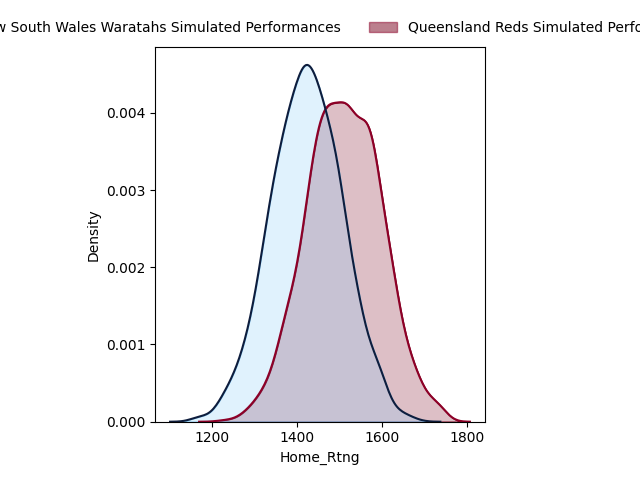 South Wales Waratahs Simulated Performances Queensland Reds Simulated
0.004
0.003
0.002
0.001
0.000
Density
1200 1400 1600 1800
Home_Rtng